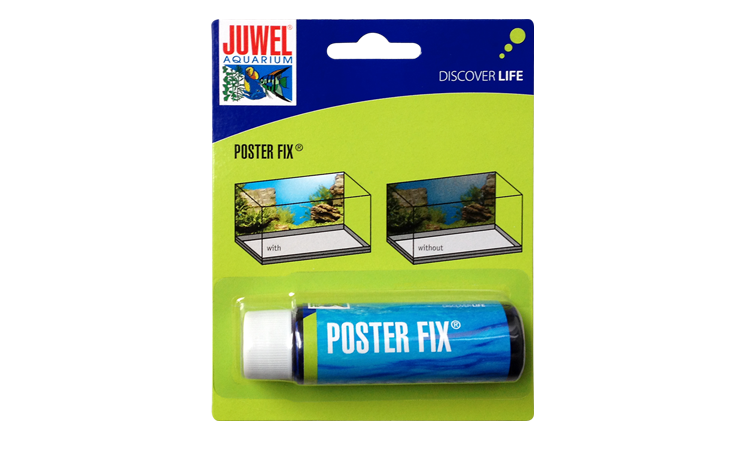 JUWEL®
AQUARIUM
DISCOVER LIFE
POSTER FIX®
with
without
DISCOVER LIFE
POSTER FIX®